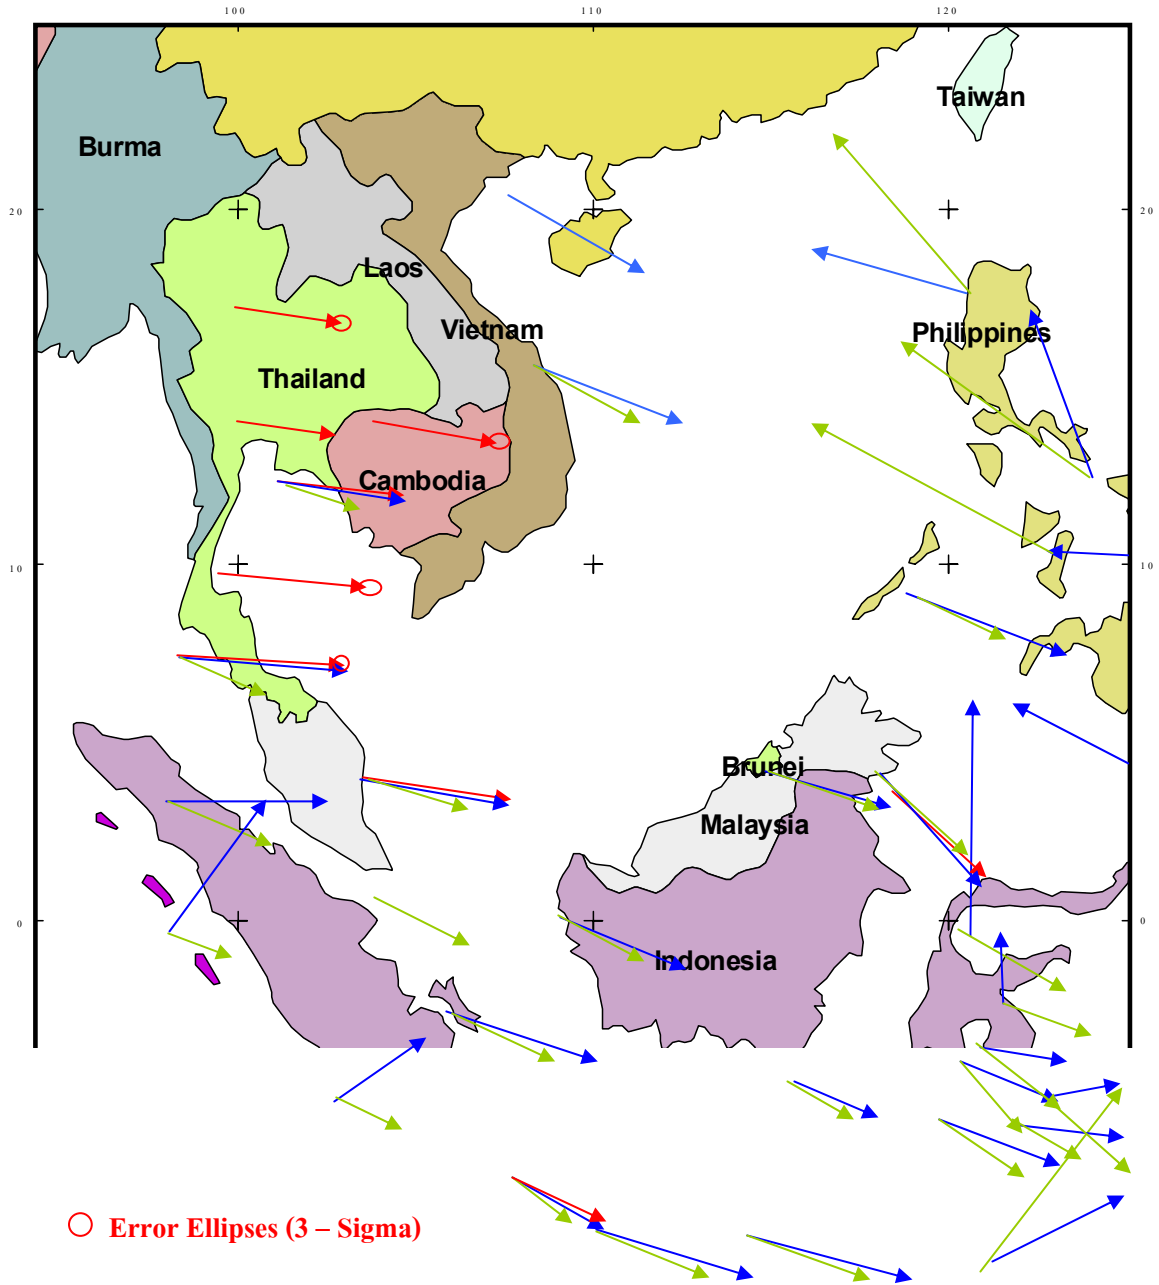 100 110 120
Taiwan
Burma
20 20
Laos
Vietnam
Philippines
Thailand
Cambodia
10 10
Brunei
Malaysia
0 0
Indonesia
Error Ellipses (3 – Sigma)